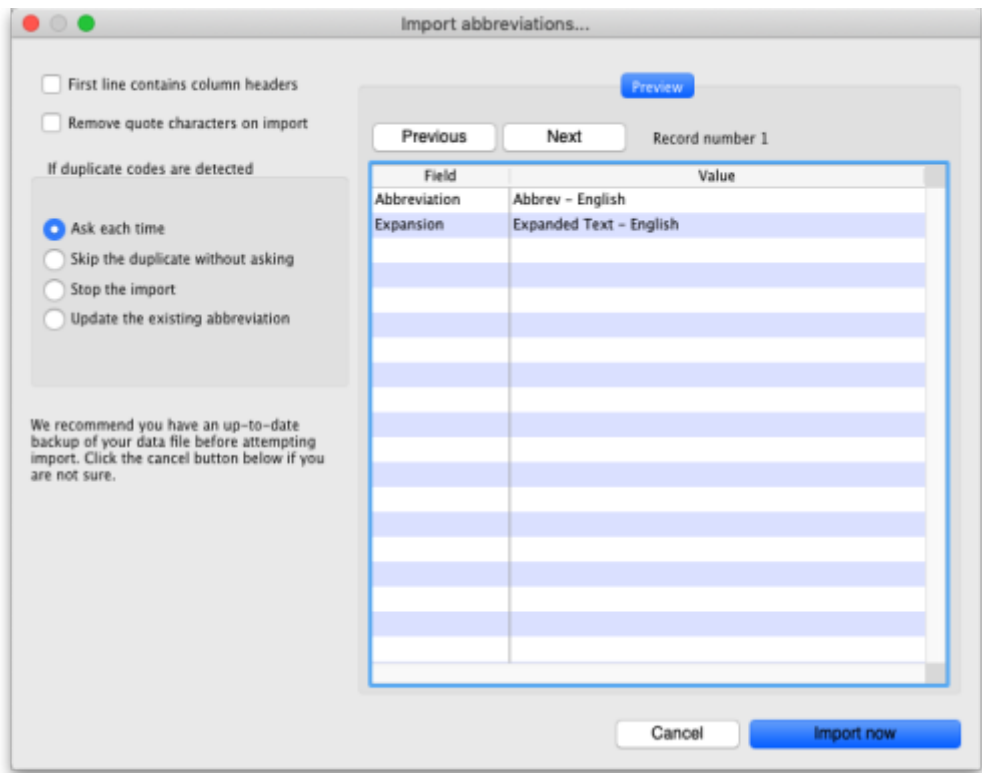 Import abbreviations...
First line contains column headers
Remove quote characters on import
If duplicate codes are detected
Ask each time
Skip the duplicate without asking
Stop the import
Update the existing abbreviation
We recommend you have an up-to-date
backup of your data file before attempting
import. Click the cancel button below if you
are not sure.
Preview
Previous Next Record number 1
Field Value
Abbreviation Abbrev - English
Expansion Expanded Text - English
Cancel Import now